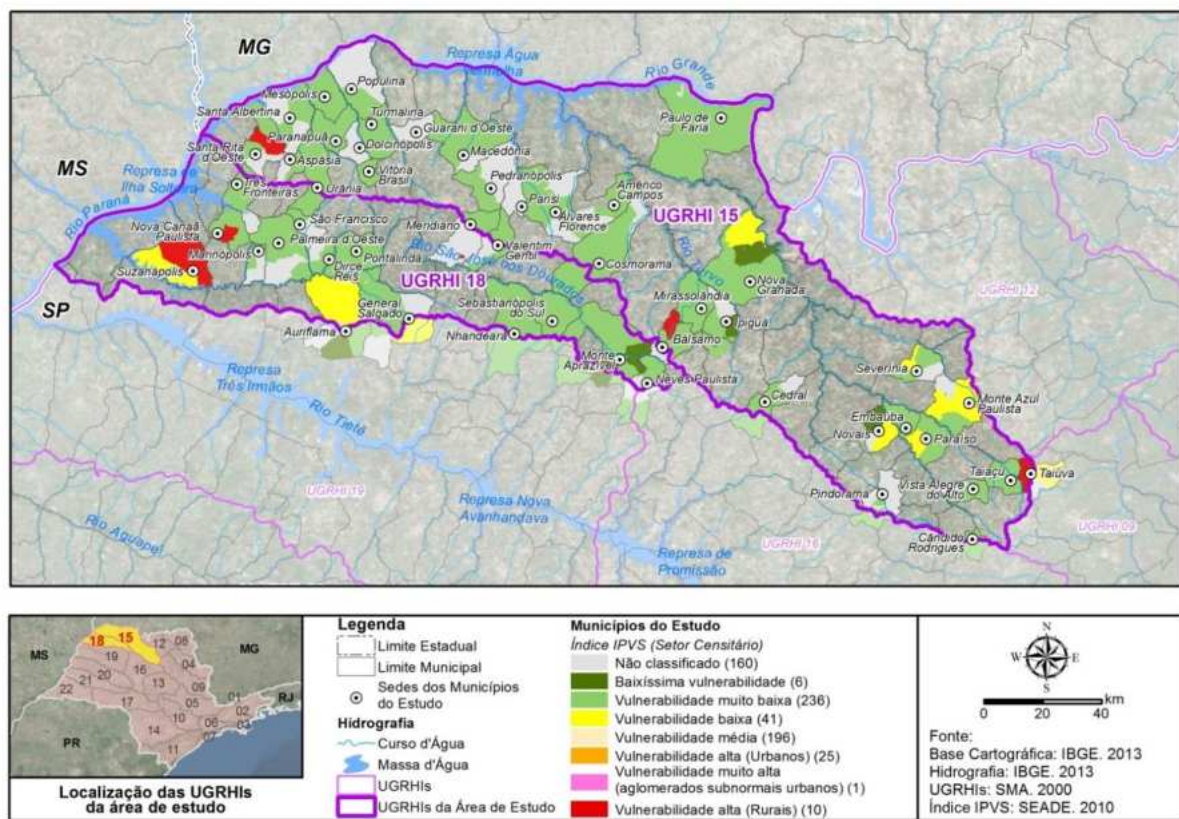 MG
Represa Água
Vermelha
Rio Grande
Populina
Mesópolis
Santa Albertina
Turmalina
Guarani d'Oeste
Paulo de
Faria
Paranapuã
Dolcinópolis
Macedônia
Santa Rita
d'Oeste
Aspásia
Vitória
Brasil
MS
Represa de
Ilha Solteira
Três
Fronteiras
Urânia
Pedranópolis
Parisi
Álvares
Florence
Américo
Campos
UGRHI 15
Rio Paraná
Nova Canaã
Paulista
São Francisco
Meridiano
Marinópolis
Palmeira d'Oeste
Rio São José dos Dourados
Valentim
Gentil
Rio Turvo
Suzanápolis
Pontalinda
Dirce
Reis
UGRHI 18
Cosmorama
Nova
Granada
UGRHI 12
SP
General
Salgado
Sebastianópolis
do Sul
Mirassolândia
Ipiguá
Auriflama
Nhandeara
Bálsamo
Monte
Aprazível
Neves Paulista
Severínia
Represa
Três Irmãos
Cedral
Monte Azul
Paulista
Embaúba
Novais
Paraíso
Rio Tietê
Taiaçu
Taiúva
UGRHI 19
Pindorama
Vista Alegre
do Alto
Represa Nova
Avanhandava
Rio Aguapeí
Cândido
Rodrigues
UGRHI 09
UGRHI 16
Represa de
Promissão
MS
MG
PR
RJ
18
15
12
08
19
04
22
21
20
16
13
09
17
05
01
02
10
06
03
14
07
11
Localização das UGRHIs
da área de estudo
Legenda
Limite Estadual
Limite Municipal
Sedes dos Municípios
do Estudo
Hidrografia
Curso d'Água
Massa d'Água
UGRHIs
UGRHIs da Área de Estudo
Municípios do Estudo
Índice IPVS (Setor Censitário)
Não classificado (160)
Baixíssima vulnerabilidade (6)
Vulnerabilidade muito baixa (236)
Vulnerabilidade baixa (41)
Vulnerabilidade média (196)
Vulnerabilidade alta (Urbanos) (25)
Vulnerabilidade muito alta
(aglomerados subnormais urbanos) (1)
Vulnerabilidade alta (Rurais) (10)
N
W
E
S
km
0 20 40
Fonte:
Base Cartográfica: IBGE. 2013
Hidrografia: IBGE. 2013
UGRHIs: SMA. 2000
Índice IPVS: SEADE. 2010